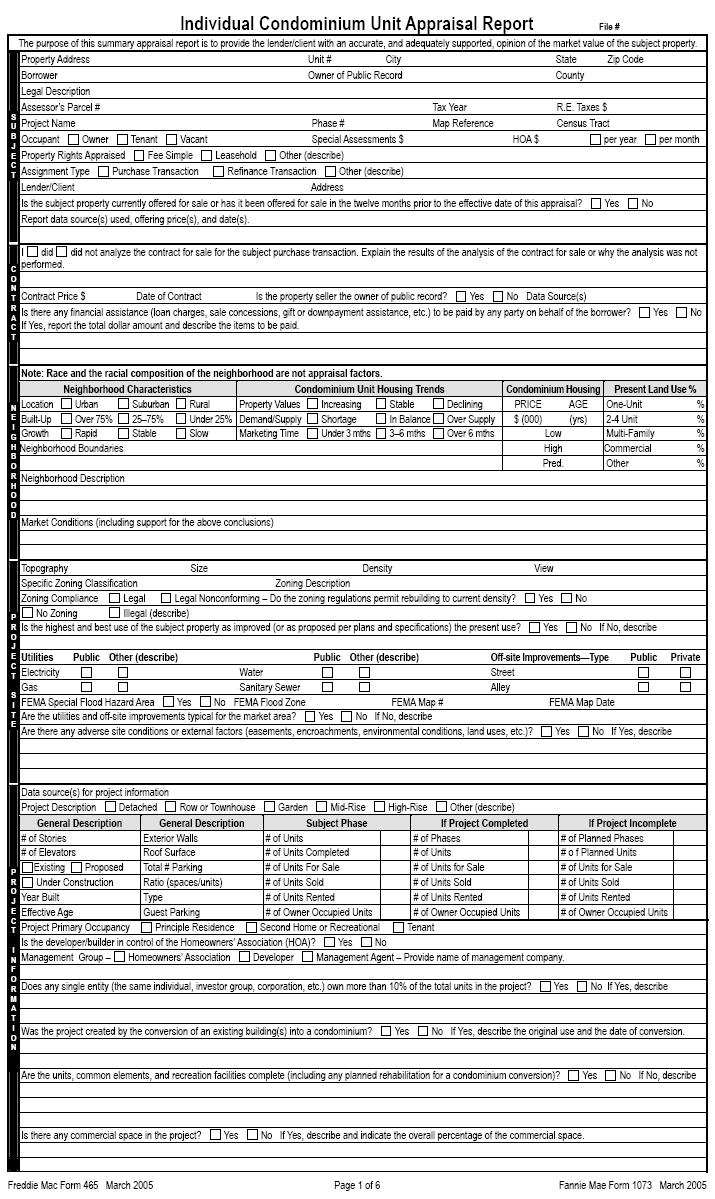 Individual Condominium Unit Appraisal Report File #
The purpose of this summary appraisal report is to provide the lender/client with an accurate, and adequately supported, opinion of the market value of the subject property.
SUBJECT
Property Address Unit # City State Zip Code
Borrower Owner of Public Record County
Legal Description
Assessor's Parcel # Tax Year R.E. Taxes $
Project Name Phase # Map Reference Census Tract
Occupant Owner Tenant Vacant Special Assessments $ HOA $ per year per month
Property Rights Appraised Fee Simple Leasehold Other (describe)
Assignment Type Purchase Transaction Refinance Transaction Other (describe)
Lender/Client Address
Is the subject property currently offered for sale or has it been offered for sale in the twelve months prior to the effective date of this appraisal? Yes No
Report data source(s) used, offering price(s), and date(s).
CONTRACT
I did did not analyze the contract for sale for the subject purchase transaction. Explain the results of the analysis of the contract for sale or why the analysis was not
performed.
Contract Price $ Date of Contract Is the property seller the owner of public record? Yes No Data Source(s)
Is there any financial assistance (loan charges, sale concessions, gift or downpayment assistance, etc.) to be paid by any party on behalf of the borrower? Yes No
If Yes, report the total dollar amount and describe the items to be paid.
NEIGHBORHOOD
Note: Race and the racial composition of the neighborhood are not appraisal factors.
Neighborhood Characteristics Condominium Unit Housing Trends Condominium Housing Present Land Use %
Location Urban Suburban Rural Property Values Increasing Stable Declining PRICE AGE One-Unit %
Built-Up Over 75% 25–75% Under 25% Demand/Supply Shortage In Balance Over Supply $ (000) (yrs) 2-4 Unit %
Growth Rapid Stable Slow Marketing Time Under 3 mths 3–6 mths Over 6 mths Low Multi-Family %
Neighborhood Boundaries High Commercial %
Pred. Other %
Neighborhood Description
Market Conditions (including support for the above conclusions)
PROJECT SITE
Topography Size Density View
Specific Zoning Classification Zoning Description
Zoning Compliance Legal Legal Nonconforming – Do the zoning regulations permit rebuilding to current density? Yes No
No Zoning Illegal (describe)
Is the highest and best use of the subject property as improved (or as proposed per plans and specifications) the present use? Yes No If No, describe
Utilities Public Other (describe) Public Other (describe) Off-site Improvements—Type Public Private
Electricity Water Street
Gas Sanitary Sewer Alley
FEMA Special Flood Hazard Area Yes No FEMA Flood Zone FEMA Map # FEMA Map Date
Are the utilities and off-site improvements typical for the market area? Yes No If No, describe
Are there any adverse site conditions or external factors (easements, encroachments, environmental conditions, land uses, etc.)? Yes No If Yes, describe
PROJECT INFORMATION
Data source(s) for project information
Project Description Detached Row or Townhouse Garden Mid-Rise High-Rise Other (describe)
General Description General Description Subject Phase If Project Completed If Project Incomplete
# of Stories Exterior Walls # of Units # of Phases # of Planned Phases
# of Elevators Roof Surface # of Units Completed # of Units # o f Planned Units
Existing Proposed Total # Parking # of Units For Sale # of Units for Sale # of Units for Sale
Under Construction Ratio (spaces/units) # of Units Sold # of Units Sold # of Units Sold
Year Built Type # of Units Rented # of Units Rented # of Units Rented
Effective Age Guest Parking # of Owner Occupied Units # of Owner Occupied Units # of Owner Occupied Units
Project Primary Occupancy Principle Residence Second Home or Recreational Tenant
Is the developer/builder in control of the Homeowners' Association (HOA)? Yes No
Management Group – Homeowners' Association Developer Management Agent – Provide name of management company.
Does any single entity (the same individual, investor group, corporation, etc.) own more than 10% of the total units in the project? Yes No If Yes, describe
Was the project created by the conversion of an existing building(s) into a condominium? Yes No If Yes, describe the original use and the date of conversion.
Are the units, common elements, and recreation facilities complete (including any planned rehabilitation for a condominium conversion)? Yes No If No, describe
Is there any commercial space in the project? Yes No If Yes, describe and indicate the overall percentage of the commercial space.
Freddie Mac Form 465 March 2005 Page 1 of 6 Fannie Mae Form 1073 March 2005